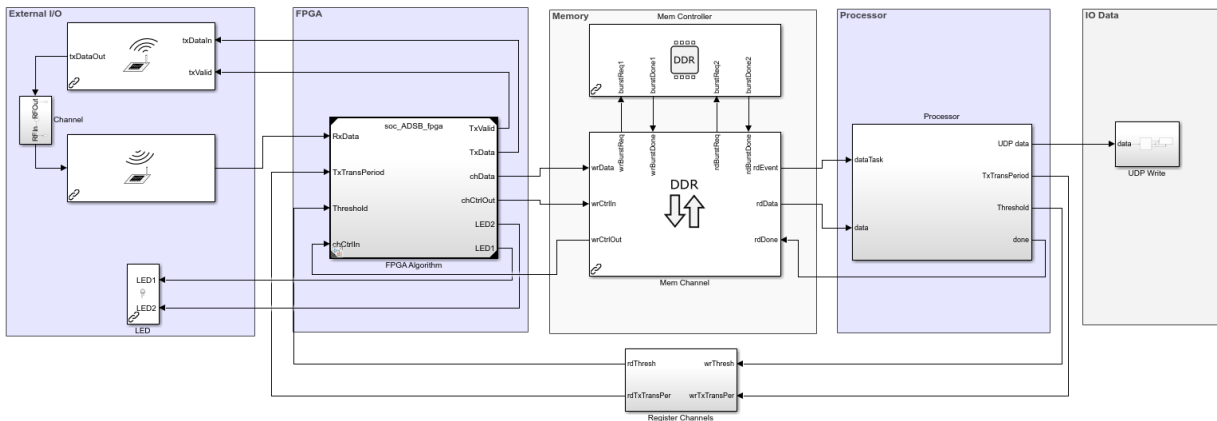 External I/O
txDataIn
txDataOut
txValid
RFIn
RFOut
Channel
LED1
LED2
LED
FPGA
soc_ADSB_fpga
RxData
TxTransPeriod
Threshold
chCtrlIn
TxValid
TxData
chData
chCtrlOut
LED2
LED1
FPGA Algorithm
Memory
Mem Controller
DDR
burstReq1
burstDone1
burstReq2
burstDone2
wrBurstReq
wrBurstDone
rdBurstReq
rdBurstDone
wrData
wrCtrlIn
wrCtrlOut
DDR
rdEvent
rdData
rdDone
Mem Channel
Processor
Processor
dataTask
data
UDP data
TxTransPeriod
Threshold
done
IO Data
data
UDP Write
rdThresh
wrThresh
rdTxTransPer
wrTxTransPer
Register Channels